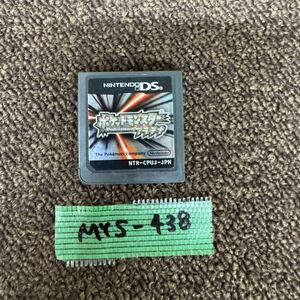 NINTENDO DS
ポケットモンスター
プラチナ
The Pokémon Company
Nintendo
NTR-CPUJ-JPN
MYS-438